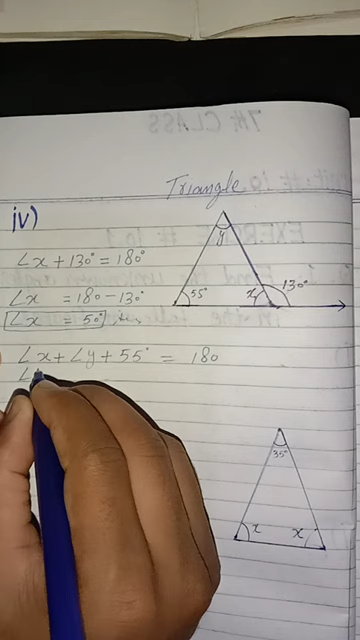 Triangle
iv)
∠x + 130° = 180°
∠x = 180 - 130°
∠x = 50°
y
55°
x
130°
∠x + ∠y + 55° = 180
∠
35°
x
x